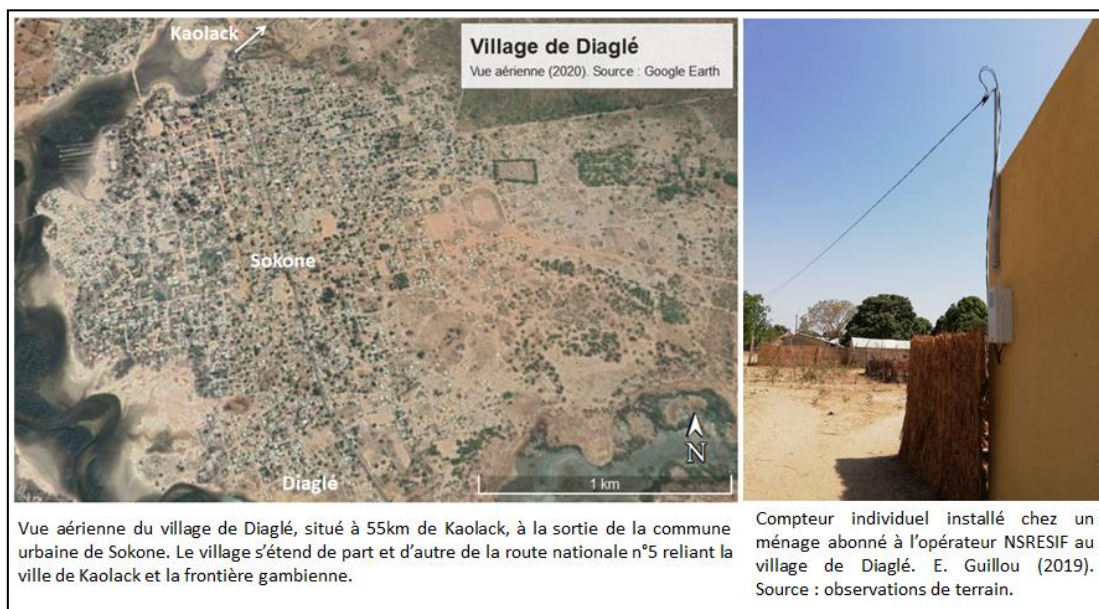 Kaolack
Village de Diaglé
Vue aérienne (2020). Source : Google Earth
Sokone
N
Diaglé
1 km
Vue aérienne du village de Diaglé, situé à 55km de Kaolack, à la sortie de la commune
urbaine de Sokone. Le village s’étend de part et d’autre de la route nationale n°5 reliant la
ville de Kaolack et la frontière gambienne.
Compteur individuel installé chez un
ménage abonné à l’opérateur NSRESIF au
village de Diaglé. E. Guillou (2019).
Source : observations de terrain.